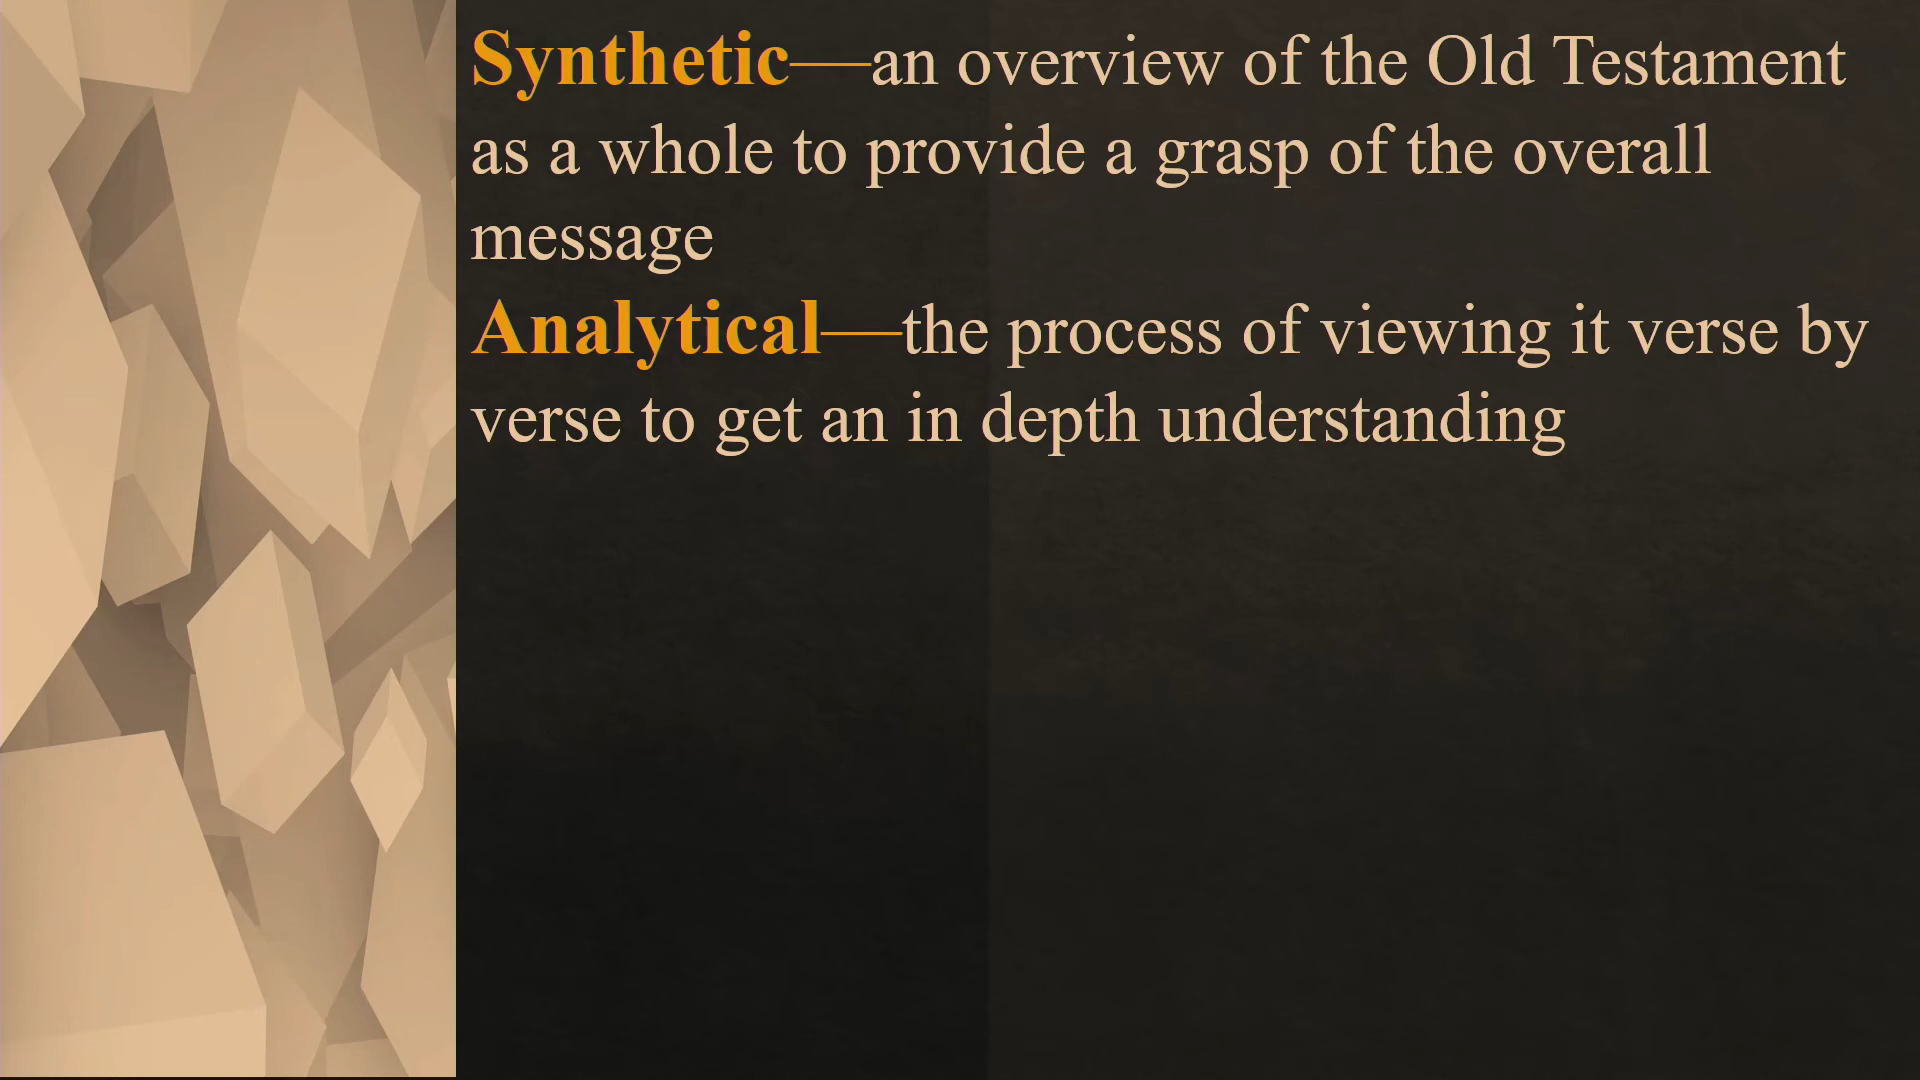 Synthetic—an overview of the Old Testament
as a whole to provide a grasp of the overall
message
Analytical—the process of viewing it verse by
verse to get an in depth understanding